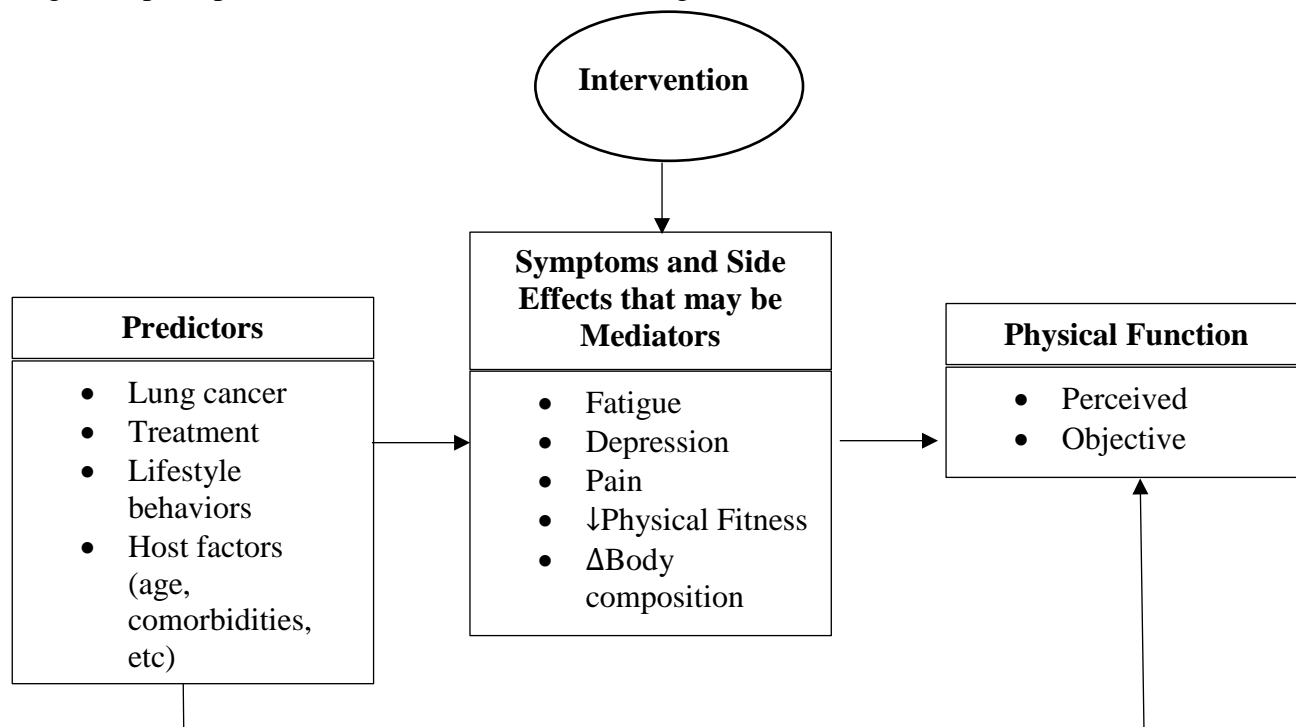 Intervention
Symptoms and Side
Effects that may be
Mediators
Predictors
Physical Function
• Lung cancer
• Treatment
• Lifestyle
behaviors
• Host factors
(age,
comorbidities,
etc)
• Fatigue
• Depression
• Pain
• ↓Physical Fitness
• ΔBody
composition
• Perceived
• Objective